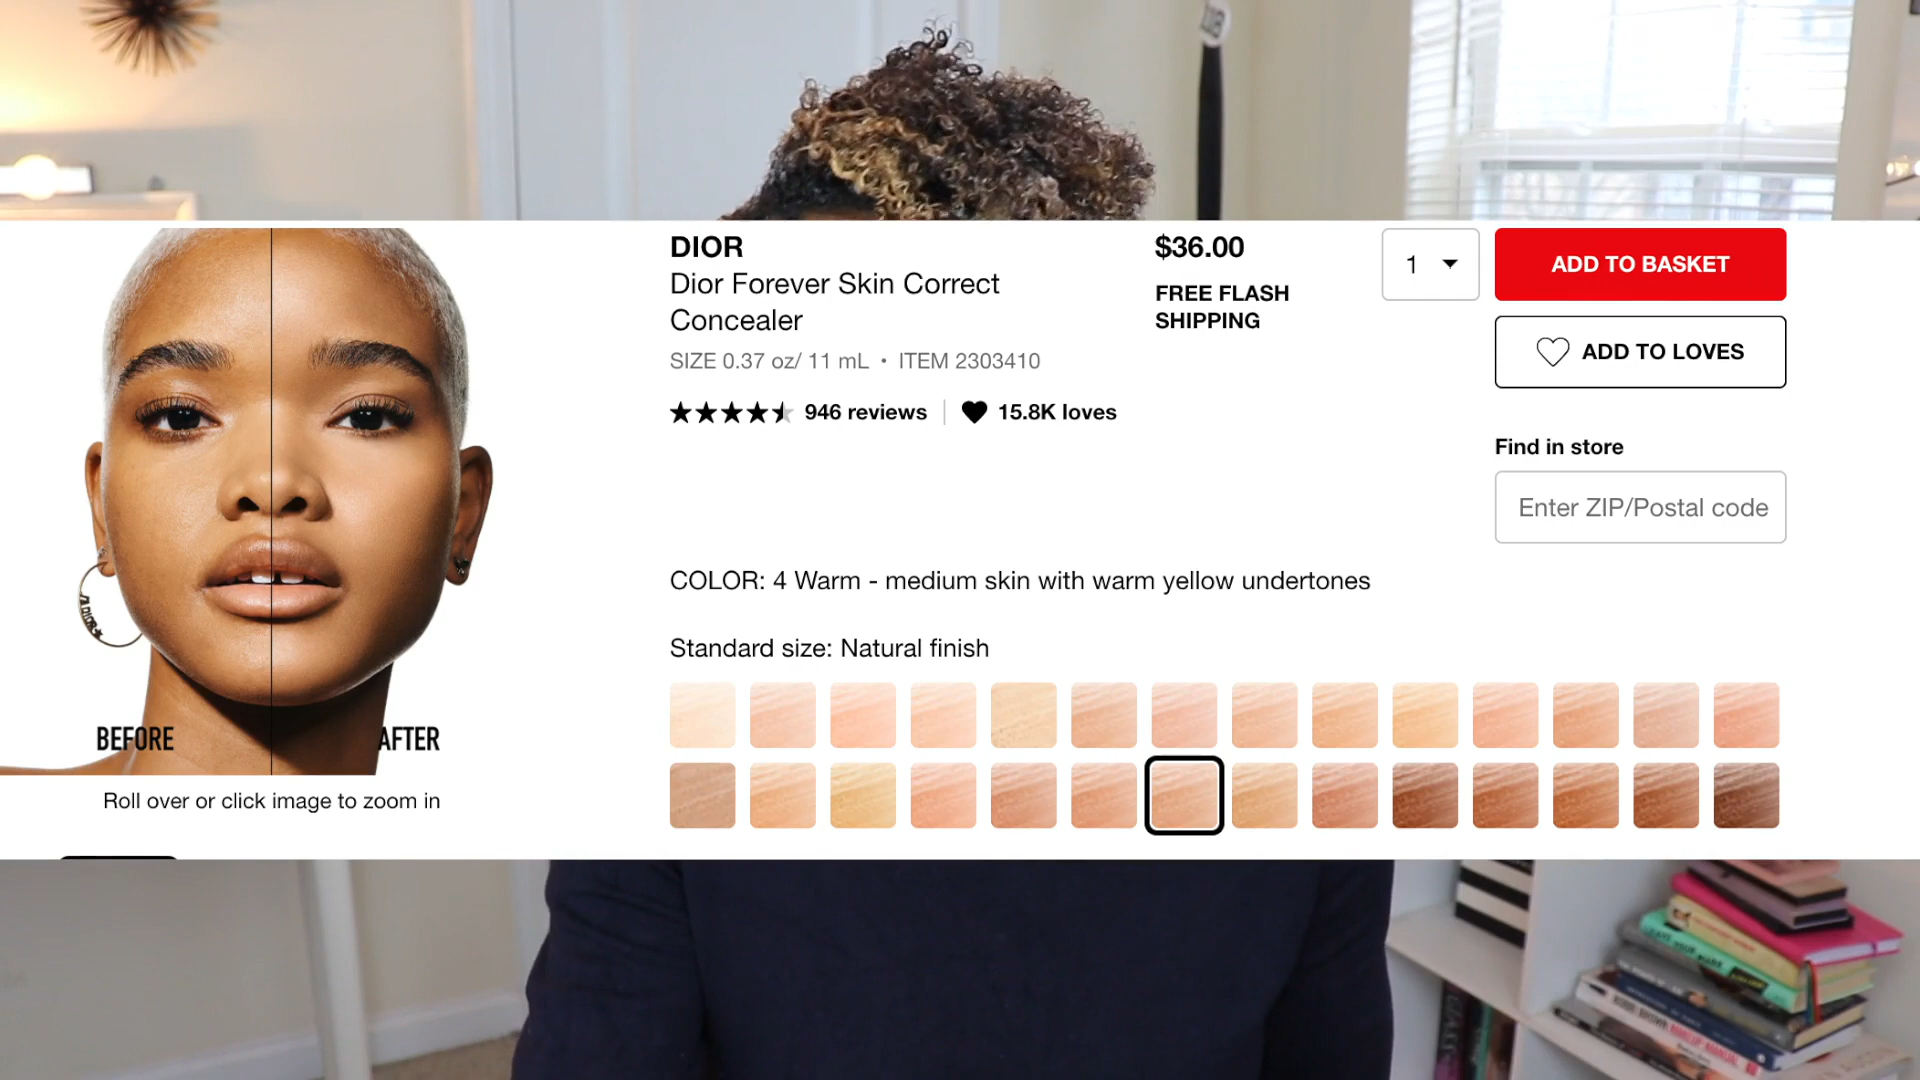 DIOR
Dior Forever Skin Correct
Concealer
SIZE 0.37 oz/ 11 mL • ITEM 2303410
946 reviews
15.8K loves
$36.00
FREE FLASH
SHIPPING
1
ADD TO BASKET
ADD TO LOVES
Find in store
Enter ZIP/Postal code
BEFORE
AFTER
Roll over or click image to zoom in
COLOR: 4 Warm - medium skin with warm yellow undertones
Standard size: Natural finish
LEAVE YOUR MARK